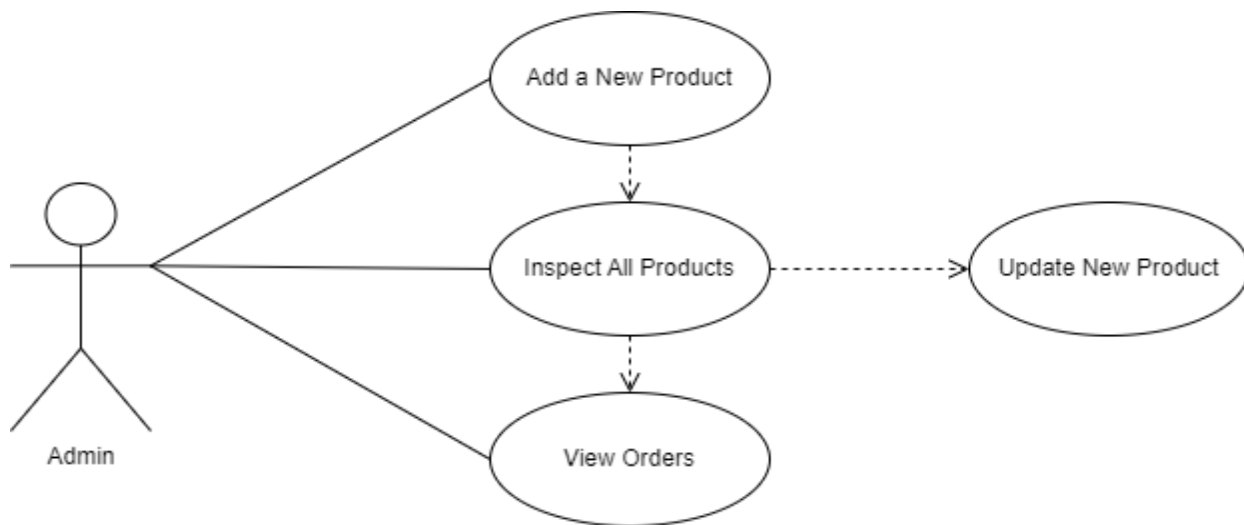 Add a New Product
Inspect All Products
Update New Product
View Orders
Admin